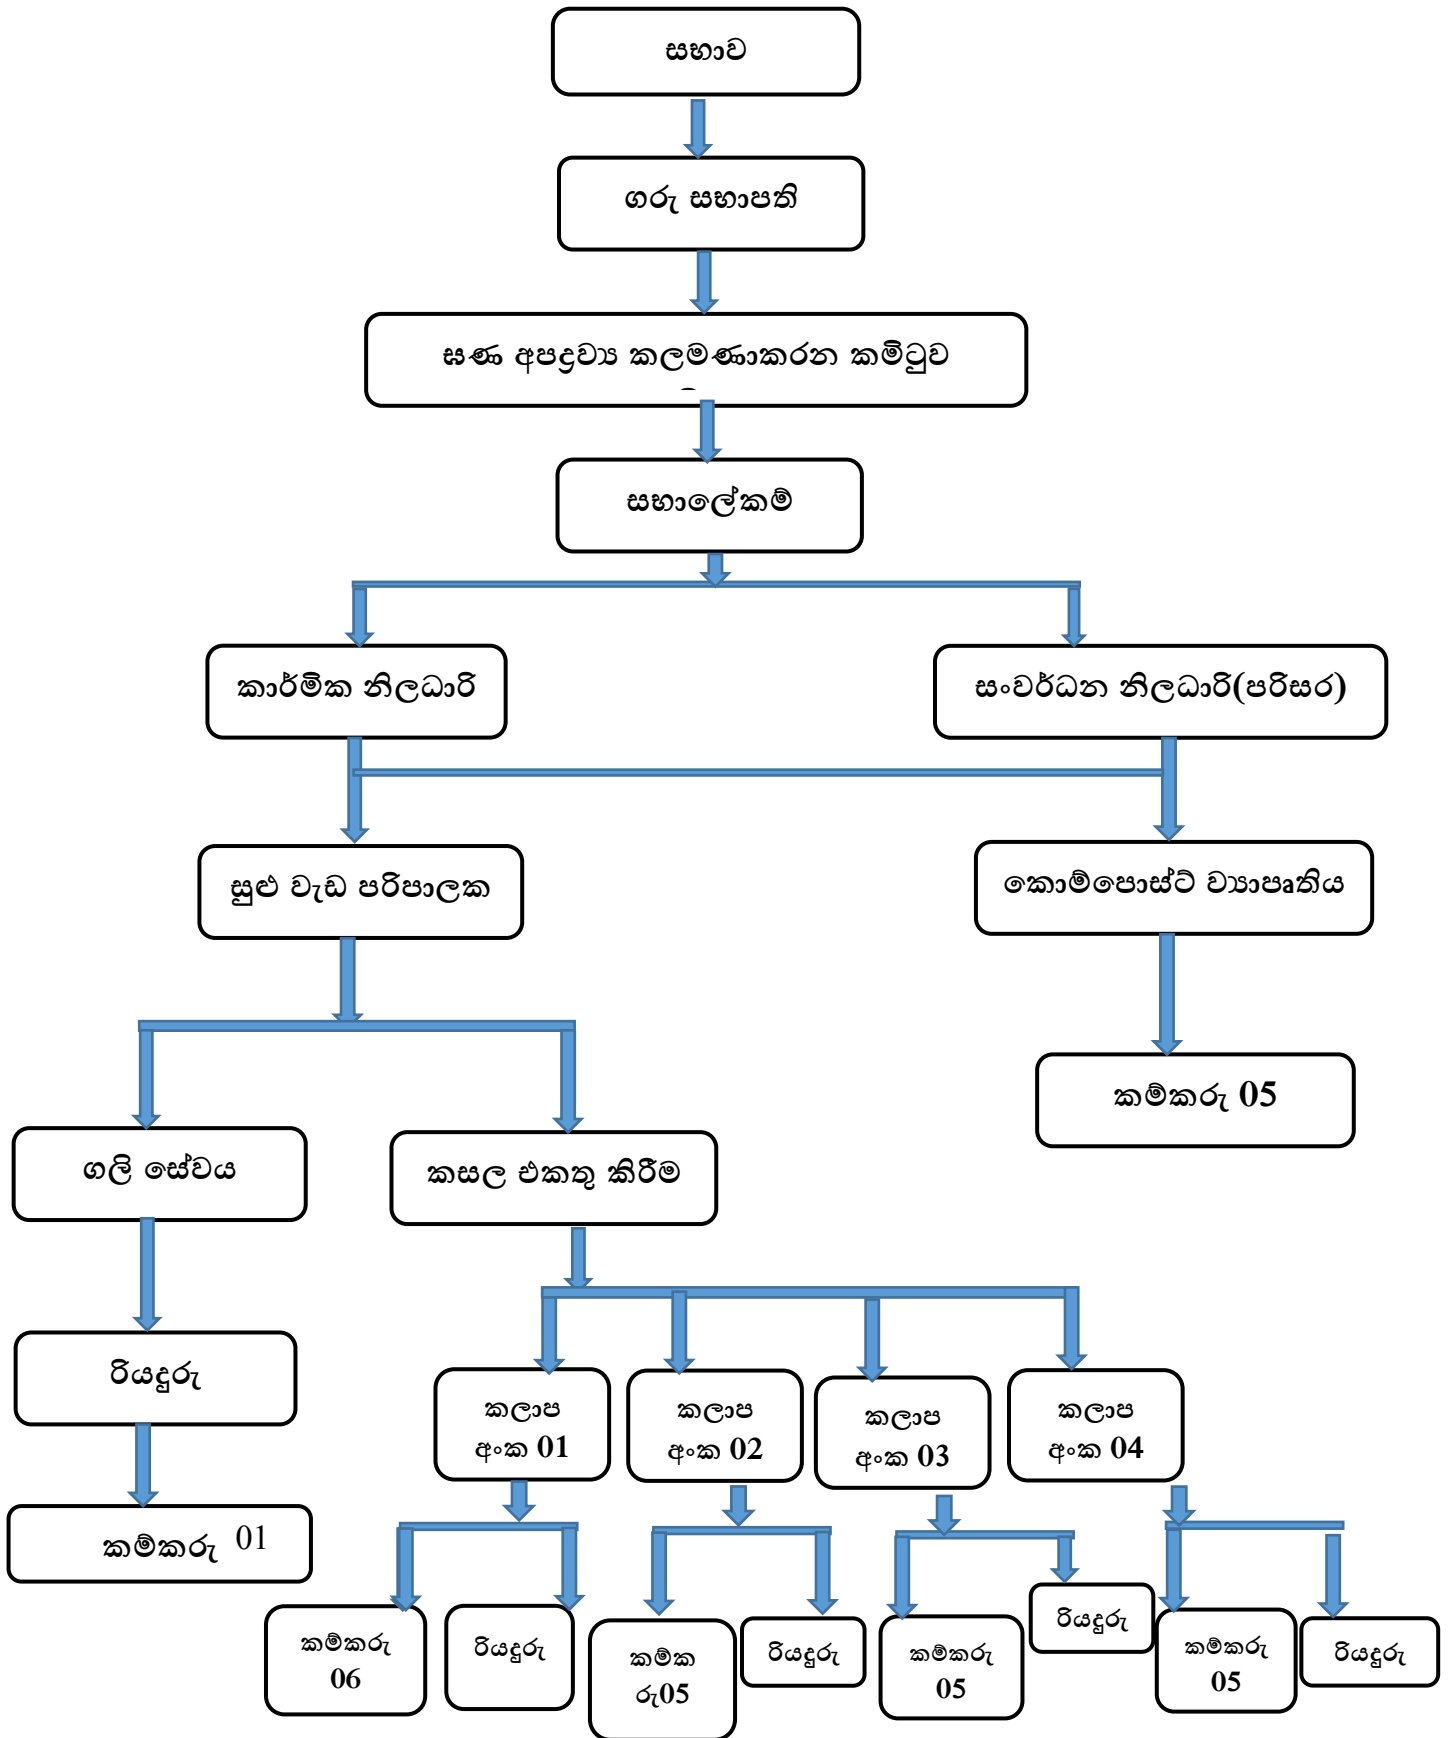 සභාව
ගරු සභාපති
ඝණ අපද්‍රව්‍ය කලමණාකරන කමිටුව
සභාලේකම්
කාර්මික නිලධාරි
සංවර්ධන නිලධාරි(පරිසර)
සුළු වැඩ පරිපාලක
කොම්පොස්ට් ව්‍යාපෘතිය
කම්කරු 05
ගලි සේවය
කසල එකතු කිරීම
රියදුරු
කම්කරු 01
කලාප
අංක 01
කලාප
අංක 02
කලාප
අංක 03
කලාප
අංක 04
කම්කරු
06
රියදුරු
කම්ක
රු05
රියදුරු
කම්කරු
05
රියදුරු
කම්කරු
05
රියදුරු